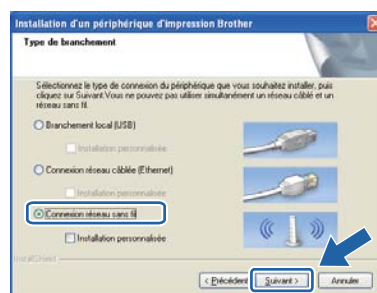 Installation d'un périphérique d'impression Brother
Type de branchement
Sélectionnez le type de connexion du périphérique que vous souhaitez installer, puis
cliquez sur Suivant.Vous ne pouvez pas utiliser simultanément un réseau câblé et un
réseau sans fil.
Branchement local (USB)
Installation personnalisée
Connexion réseau câblée (Ethernet)
Installation personnalisée
Connexion réseau sans fil
Installation personnalisée
InstallShield
< Précédent
Suivant >
Annuler